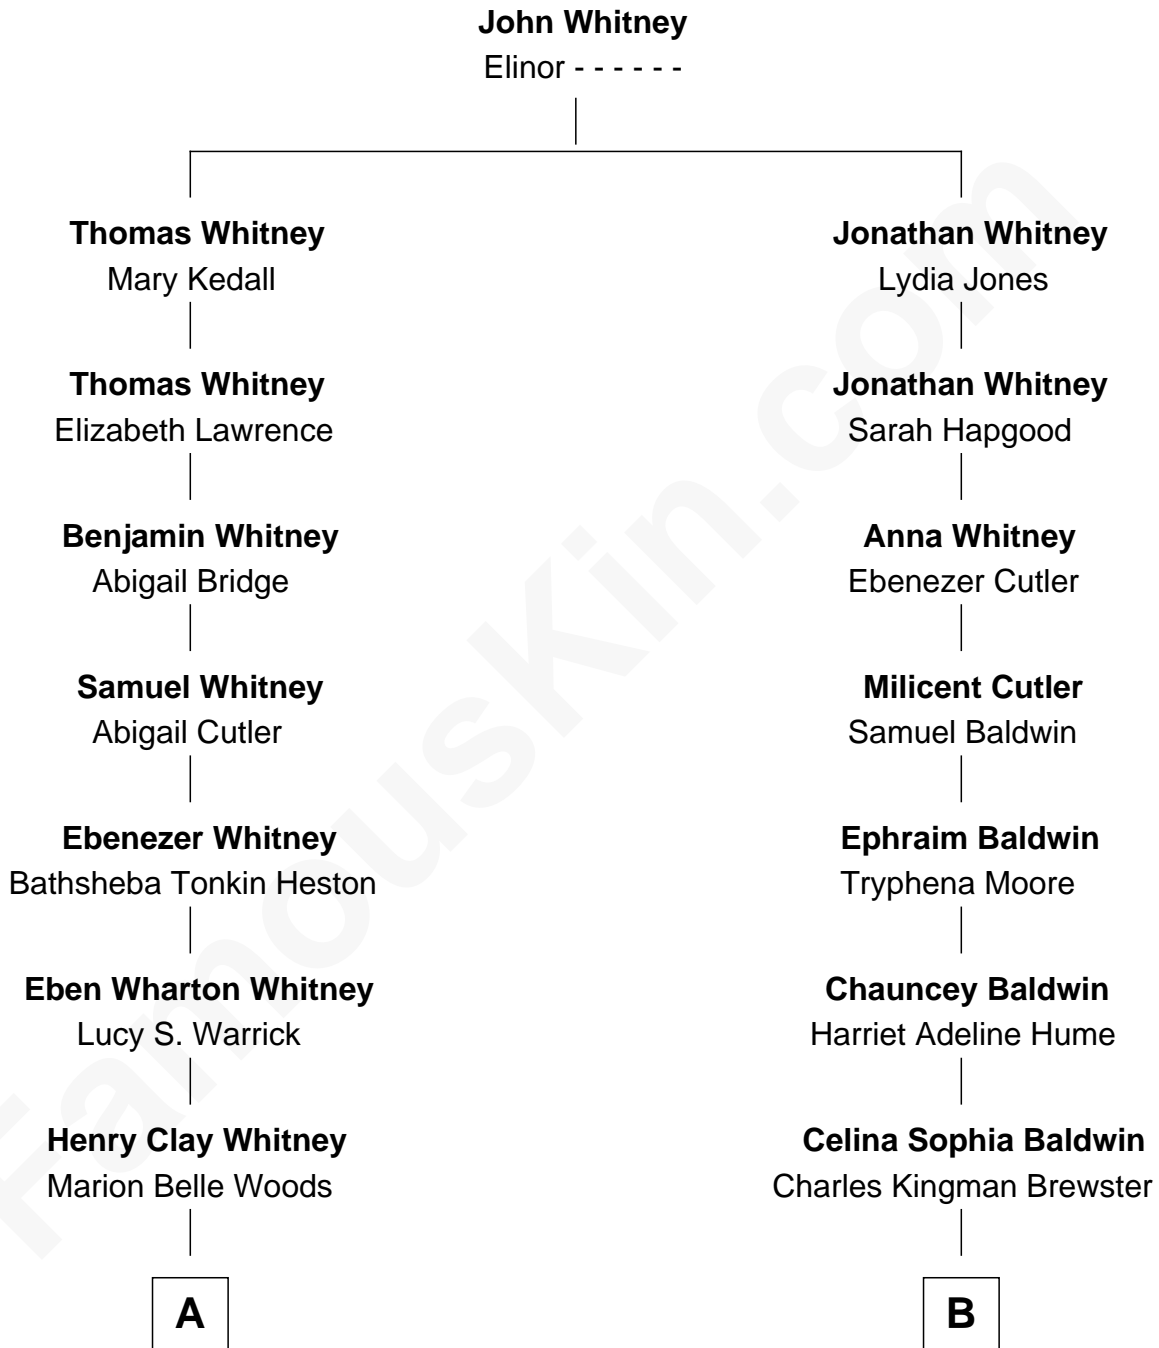 John Whitney
Elinor - - - - - -
Thomas Whitney
Mary Kedall
Jonathan Whitney
Lydia Jones
Thomas Whitney
Elizabeth Lawrence
Jonathan Whitney
Sarah Hapgood
Benjamin Whitney
Abigail Bridge
Anna Whitney
Ebenezer Cutler
Samuel Whitney
Abigail Cutler
Milicent Cutler
Samuel Baldwin
Ebenezer Whitney
Bathsheba Tonkin Heston
Ephraim Baldwin
Tryphena Moore
Eben Wharton Whitney
Lucy S. Warrick
Chauncey Baldwin
Harriet Adeline Hume
Henry Clay Whitney
Marion Belle Woods
Celina Sophia Baldwin
Charles Kingman Brewster
A
B
FamousKin.com